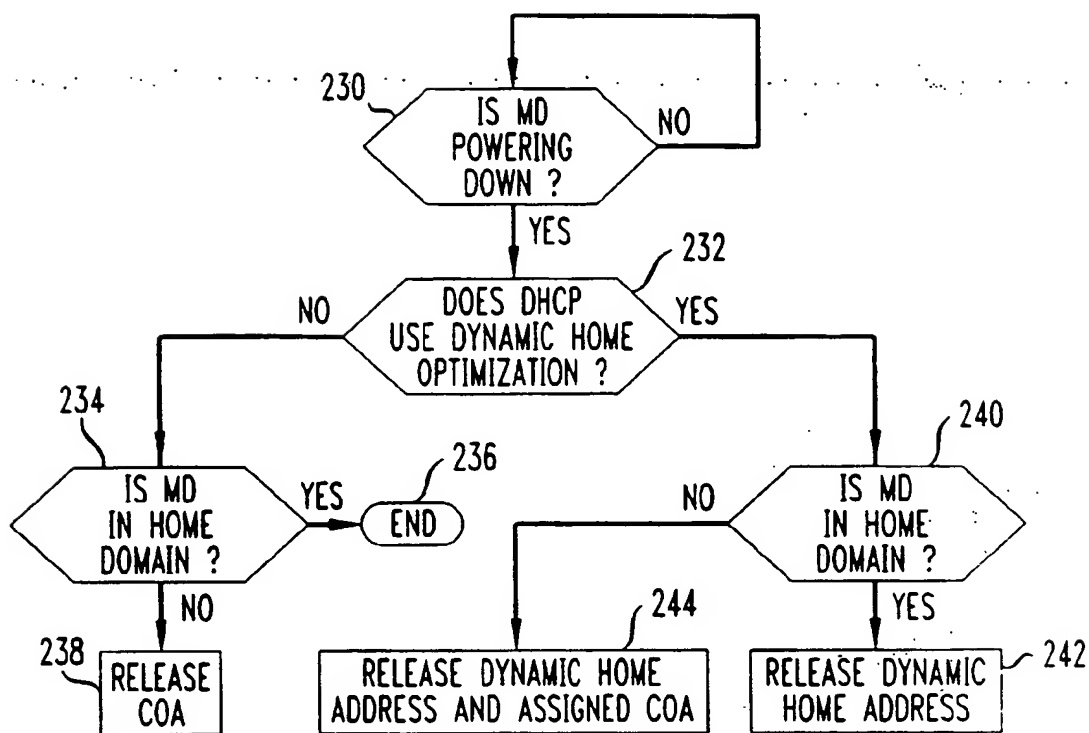 230
IS MD
POWERING
DOWN ?
NO
YES
232
DOES DHCP
USE DYNAMIC HOME
OPTIMIZATION ?
NO
YES
234
IS MD
IN HOME
DOMAIN ?
YES
236
END
NO
238
RELEASE
COA
240
IS MD
IN HOME
DOMAIN ?
NO
YES
244
RELEASE DYNAMIC HOME
ADDRESS AND ASSIGNED COA
242
RELEASE DYNAMIC
HOME ADDRESS